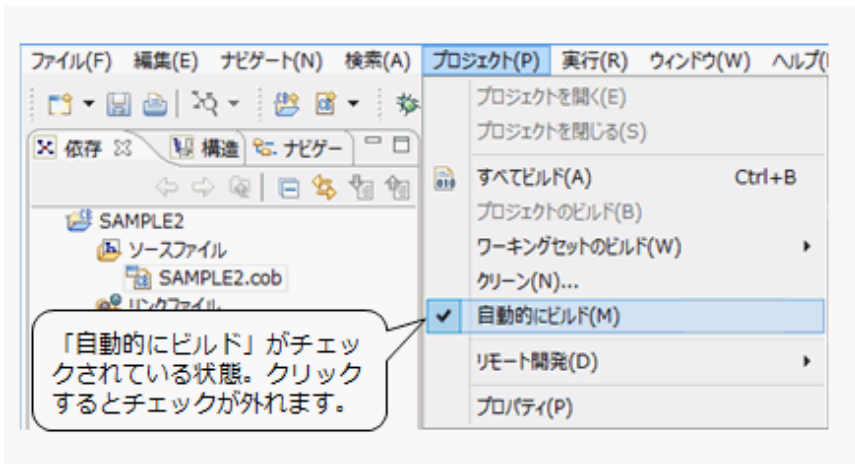 ファイル(F) 編集(E) ナビゲート(N) 検索(A) プロジェクト(P) 実行(R) ウィンドウ(W) ヘルプ(
依存 構造 ナビゲー
SAMPLE2
ソースファイル
SAMPLE2.cob
リンクファイル
プロジェクトを開く(E)
プロジェクトを閉じる(S)
すべてビルド(A) Ctrl+B
プロジェクトのビルド(B)
ワーキングセットのビルド(W)
クリーン(N)...
自動的にビルド(M)
リモート開発(D)
プロパティ(P)
「自動的にビルド」がチェッ
クされている状態。クリック
するとチェックが外れます。